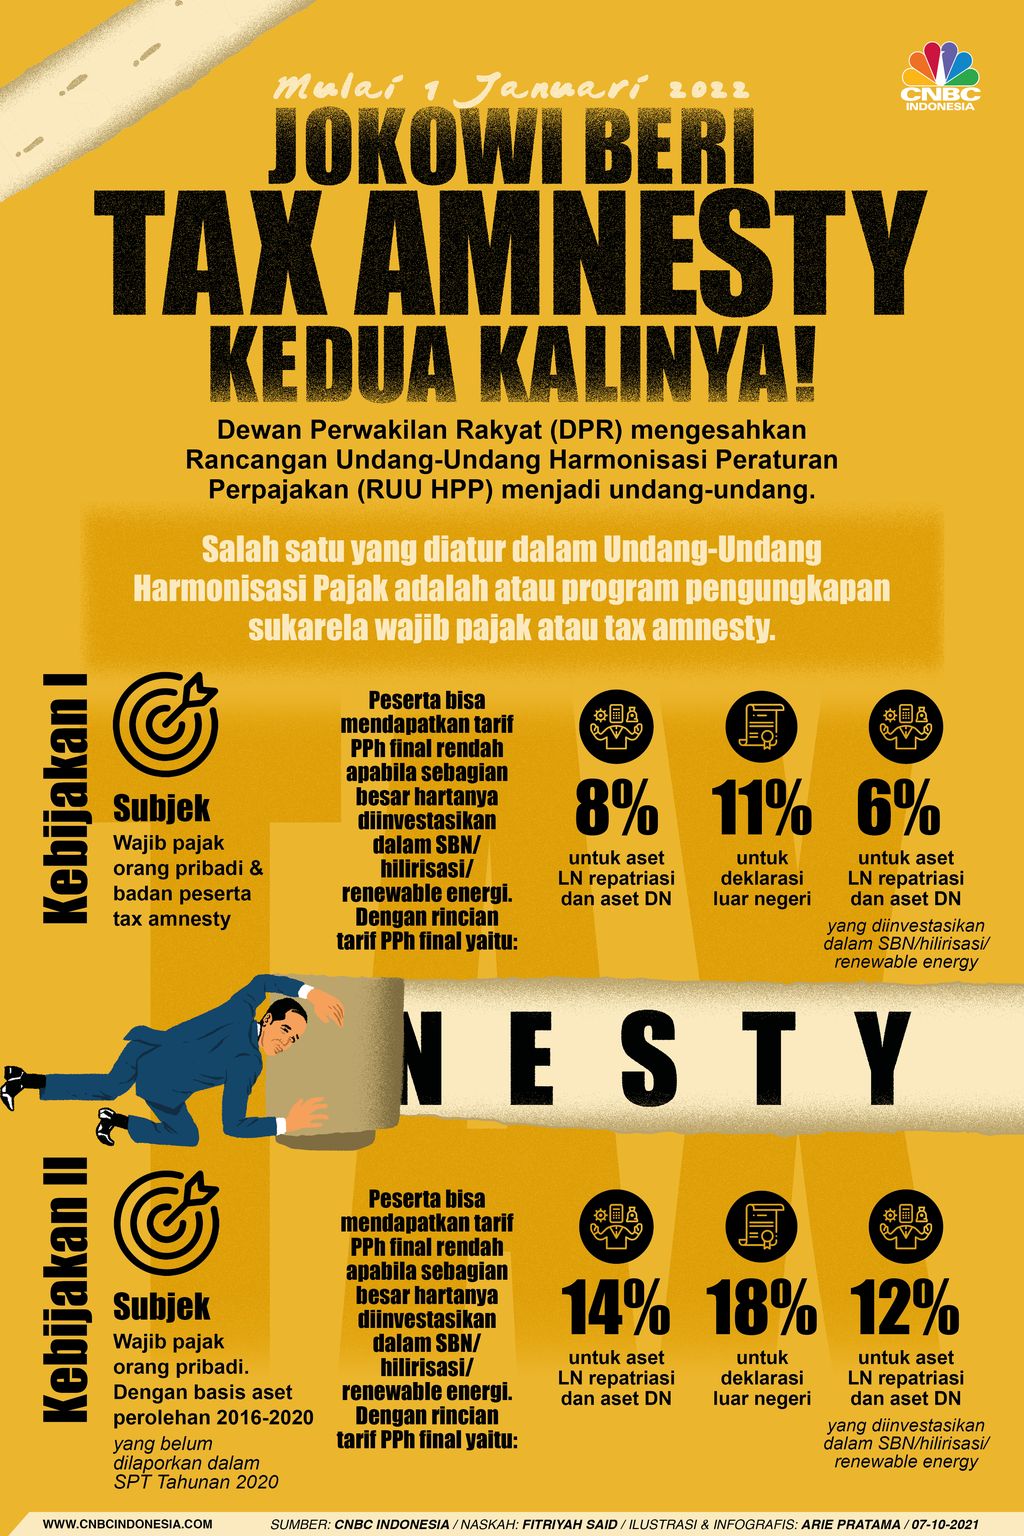 CNBC
INDONESIA
Mulai 1 Januari 2022
JOKOWI BERI
TAX AMNESTY
KEDUA KALINYA!
Dewan Perwakilan Rakyat (DPR) mengesahkan
Rancangan Undang-Undang Harmonisasi Peraturan
Perpajakan (RUU HPP) menjadi undang-undang.
Salah satu yang diatur dalam Undang-Undang
Harmonisasi Pajak adalah atau program pengungkapan
sukarela wajib pajak atau tax amnesty.
Kebijakan I
Subjek
Wajib pajak
orang pribadi &
badan peserta
tax amnesty
Peserta bisa
mendapatkan tarif
PPh final rendah
apabila sebagian
besar hartanya
diinvestasikan
dalam SBN/
hilirisasi/
renewable energi.
Dengan rincian
tarif PPh final yaitu:
8%
untuk aset
LN repatriasi
dan aset DN
11%
untuk
deklarasi
luar negeri
6%
untuk aset
LN repatriasi
dan aset DN
yang diinvestasikan
dalam SBN/hilirisasi/
renewable energy
TAX
NESTY
Kebijakan II
Subjek
Wajib pajak
orang pribadi.
Dengan basis aset
perolehan 2016-2020
yang belum
dilaporkan dalam
SPT Tahunan 2020
Peserta bisa
mendapatkan tarif
PPh final rendah
apabila sebagian
besar hartanya
diinvestasikan
dalam SBN/
hilirisasi/
renewable energi.
Dengan rincian
tarif PPh final yaitu:
14%
untuk aset
LN repatriasi
dan aset DN
18%
untuk
deklarasi
luar negeri
12%
untuk aset
LN repatriasi
dan aset DN
yang diinvestasikan
dalam SBN/hilirisasi/
renewable energy
WWW.CNBCINDONESIA.COM
SUMBER: CNBC INDONESIA / NASKAH: FITRIYAH SAID / ILUSTRASI & INFOGRAFIS: ARIE PRATAMA / 07-10-2021